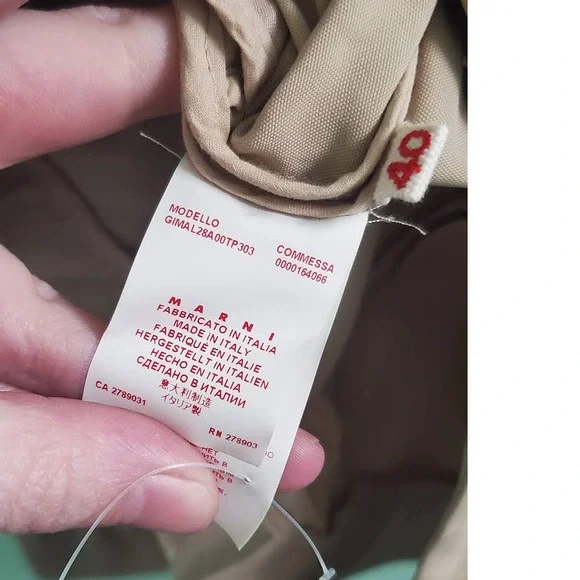 40
MODELLO
GIMAL28A00TP303
COMMESSA
0000164066
MARNI
FABBRICATO IN ITALIA
MADE IN ITALY
FABRIQUÉ EN ITALIE
HERGESTELLT IN ITALIEN
HECHO EN ITALIA
СДЕЛАНО В ИТАЛИИ
意大利制造
イタリア製
CA 2789031
RN 278903